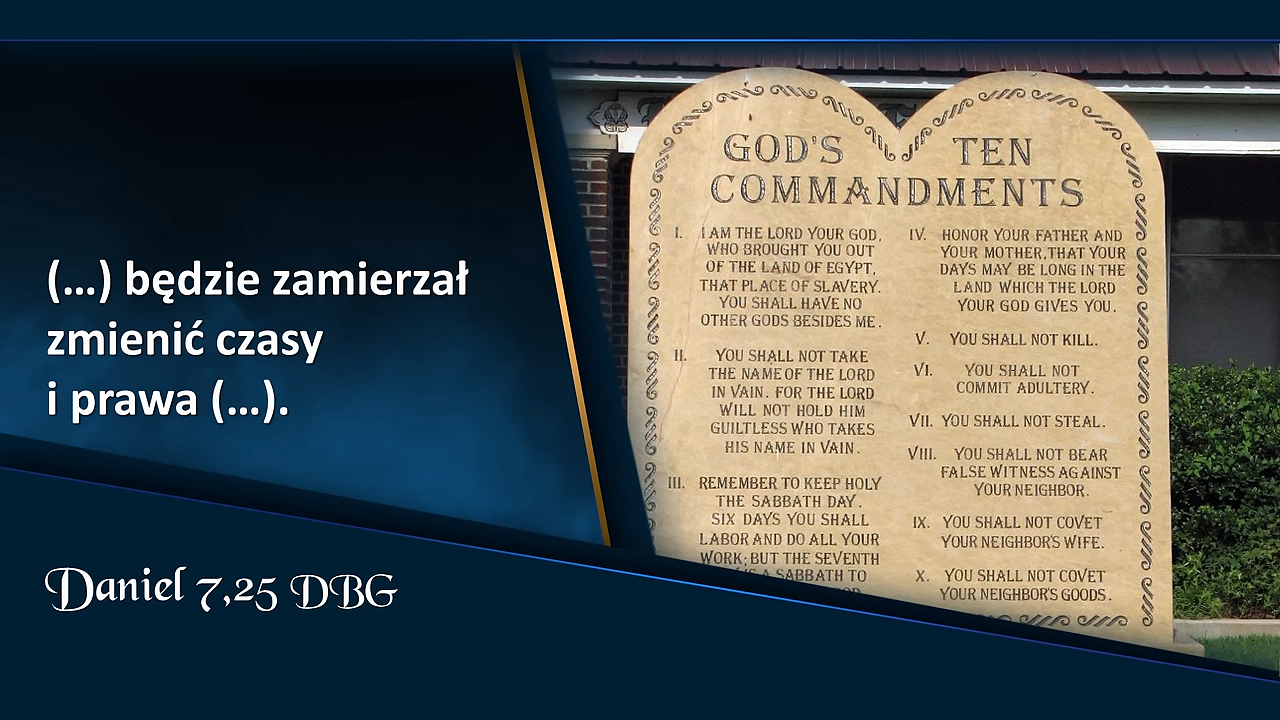 (...) będzie zamierzał
zmienić czasy
i prawa (...).
Daniel 7,25 DBG
GOD'S TEN
COMMANDMENTS
I. I AM THE LORD YOUR GOD,
WHO BROUGHT YOU OUT
OF THE LAND OF EGYPT,
THAT PLACE OF SLAVERY.
YOU SHALL HAVE NO
OTHER GODS BESIDES ME.
II. YOU SHALL NOT TAKE
THE NAME OF THE LORD
IN VAIN. FOR THE LORD
WILL NOT HOLD HIM
GUILTLESS WHO TAKES
HIS NAME IN VAIN.
III. REMEMBER TO KEEP HOLY
THE SABBATH DAY.
SIX DAYS YOU SHALL
LABOR AND DO ALL YOUR
WORK; BUT THE SEVENTH
A SABBATH TO
IV. HONOR YOUR FATHER AND
YOUR MOTHER, THAT YOUR
DAYS MAY BE LONG IN THE
LAND WHICH THE LORD
YOUR GOD GIVES YOU.
V. YOU SHALL NOT KILL.
VI. YOU SHALL NOT
COMMIT ADULTERY.
VII. YOU SHALL NOT STEAL.
VIII. YOU SHALL NOT BEAR
FALSE WITNESS AGAINST
YOUR NEIGHBOR.
IX. YOU SHALL NOT COVET
YOUR NEIGHBOR'S WIFE.
X. YOU SHALL NOT COVET
YOUR NEIGHBOR'S GOODS.